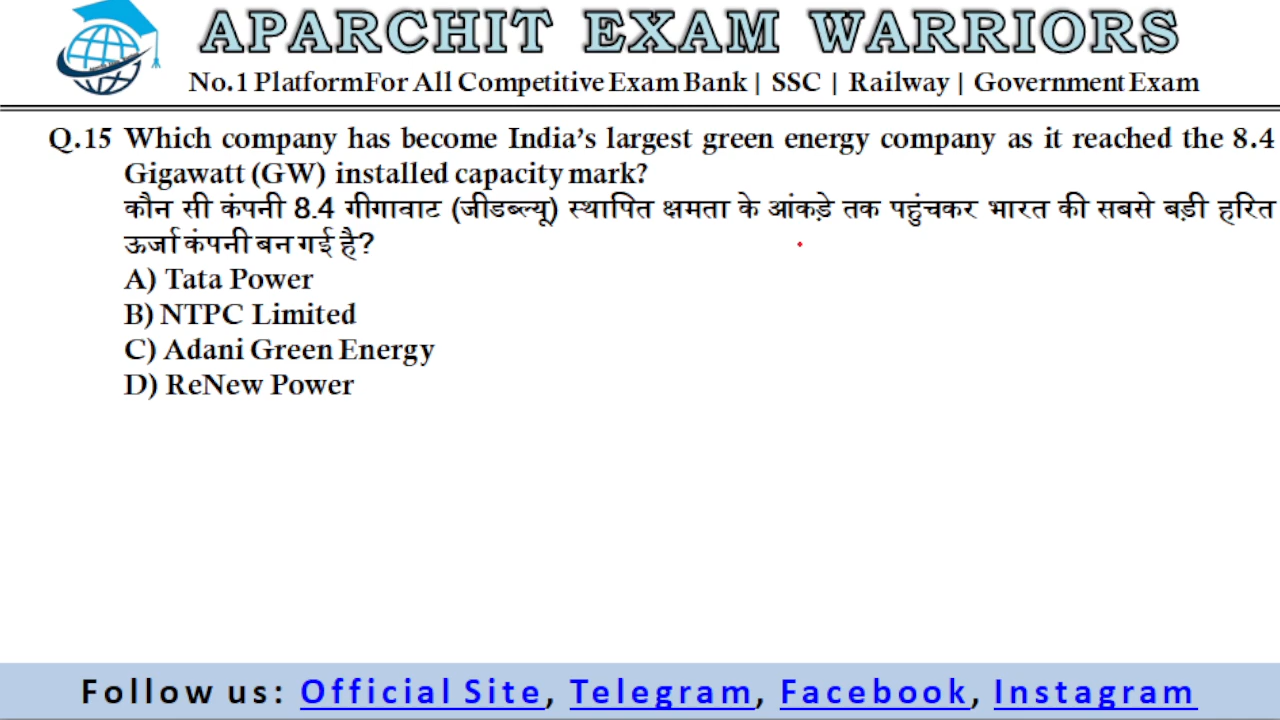 APARCHIT EXAM WARRIORS
No.1 PlatformFor All Competitive Exam Bank | SSC | Railway | Government Exam
Q.15 Which company has become India's largest green energy company as it reached the 8.4
Gigawatt (GW) installed capacity mark?
कौन सी कंपनी 8.4 गीगावाट (जीडब्ल्यू) स्थापित क्षमता के आंकड़े तक पहुंचकर भारत की सबसे बड़ी हरित
ऊर्जा कंपनी बन गई है?
A) Tata Power
B) NTPC Limited
C) Adani Green Energy
D) ReNew Power
Follow us: Official Site, Telegram, Facebook, Instagram